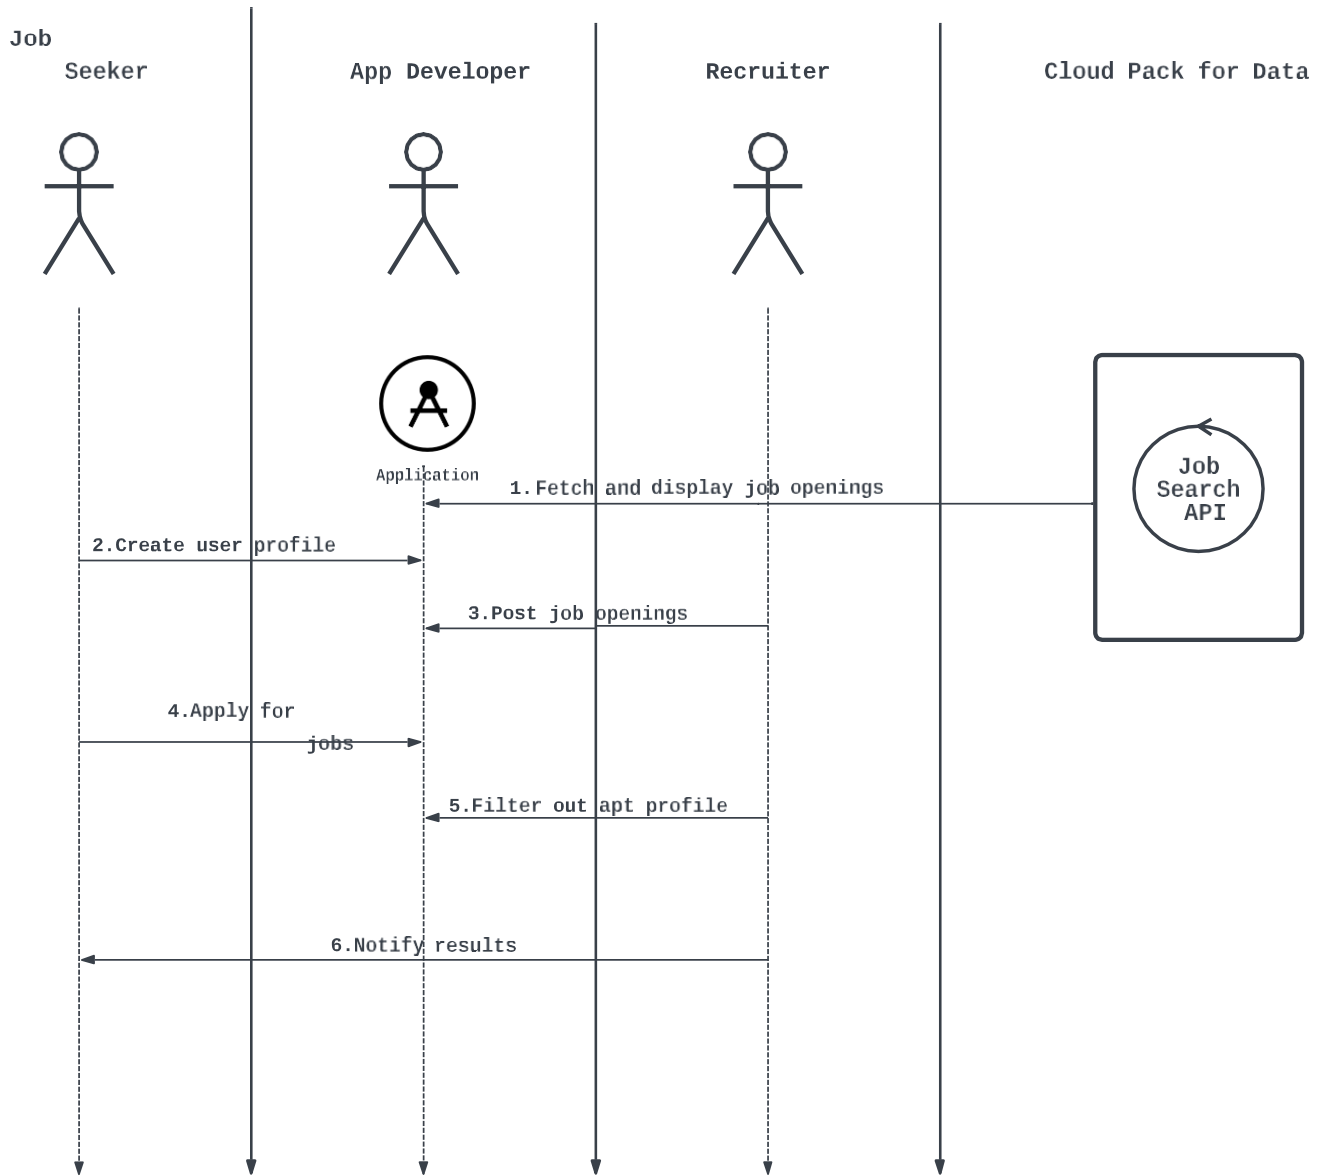 Job
Seeker
App Developer
Recruiter
Cloud Pack for Data
Application
Job
Search
API
1.Fetch and display job openings
2.Create user profile
3.Post job openings
4.Apply for
jobs
5.Filter out apt profile
6.Notify results